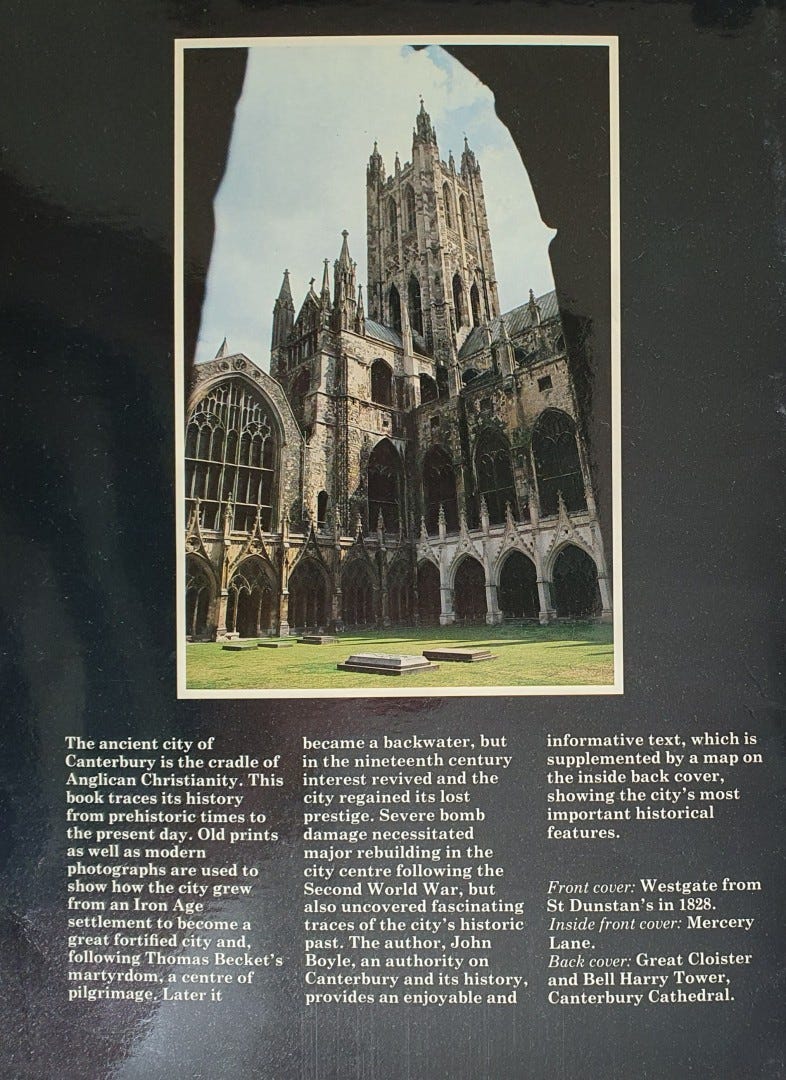 The ancient city of
Canterbury is the cradle of
Anglican Christianity. This
book traces its history
from prehistoric times to
the present day. Old prints
as well as modern
photographs are used to
show how the city grew
from an Iron Age
settlement to become a
great fortified city and,
following Thomas Becket's
martyrdom, a centre of
pilgrimage. Later it
became a backwater, but
in the nineteenth century
interest revived and the
city regained its lost
prestige. Severe bomb
damage necessitated
major rebuilding in the
city centre following the
Second World War, but
also uncovered fascinating
traces of the city's historic
past. The author, John
Boyle, an authority on
Canterbury and its history,
provides an enjoyable and
informative text, which is
supplemented by a map on
the inside back cover,
showing the city's most
important historical
features.
Front cover: Westgate from
St Dunstan's in 1828.
Inside front cover: Mercery
Lane.
Back cover: Great Cloister
and Bell Harry Tower,
Canterbury Cathedral.